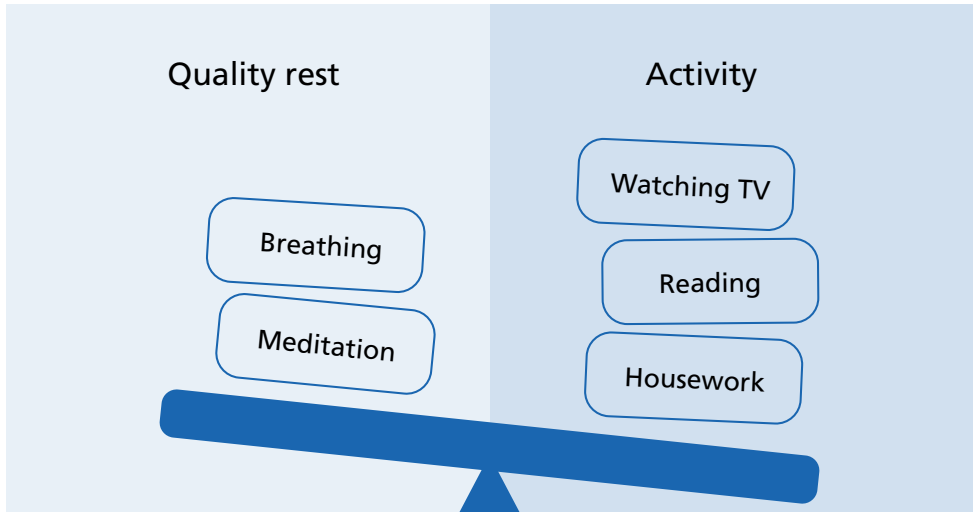 Quality rest
Breathing
Meditation
Activity
Watching TV
Reading
Housework